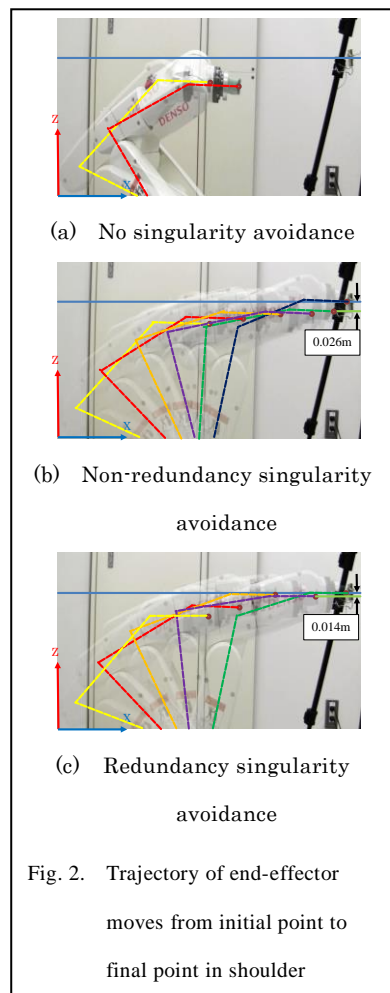 DENSO
Z
X
(a) No singularity avoidance
0.026m
Z
X
(b) Non-redundancy singularity
avoidance
0.014m
Z
X
(c) Redundancy singularity
avoidance
Fig. 2. Trajectory of end-effector
moves from initial point to
final point in shoulder